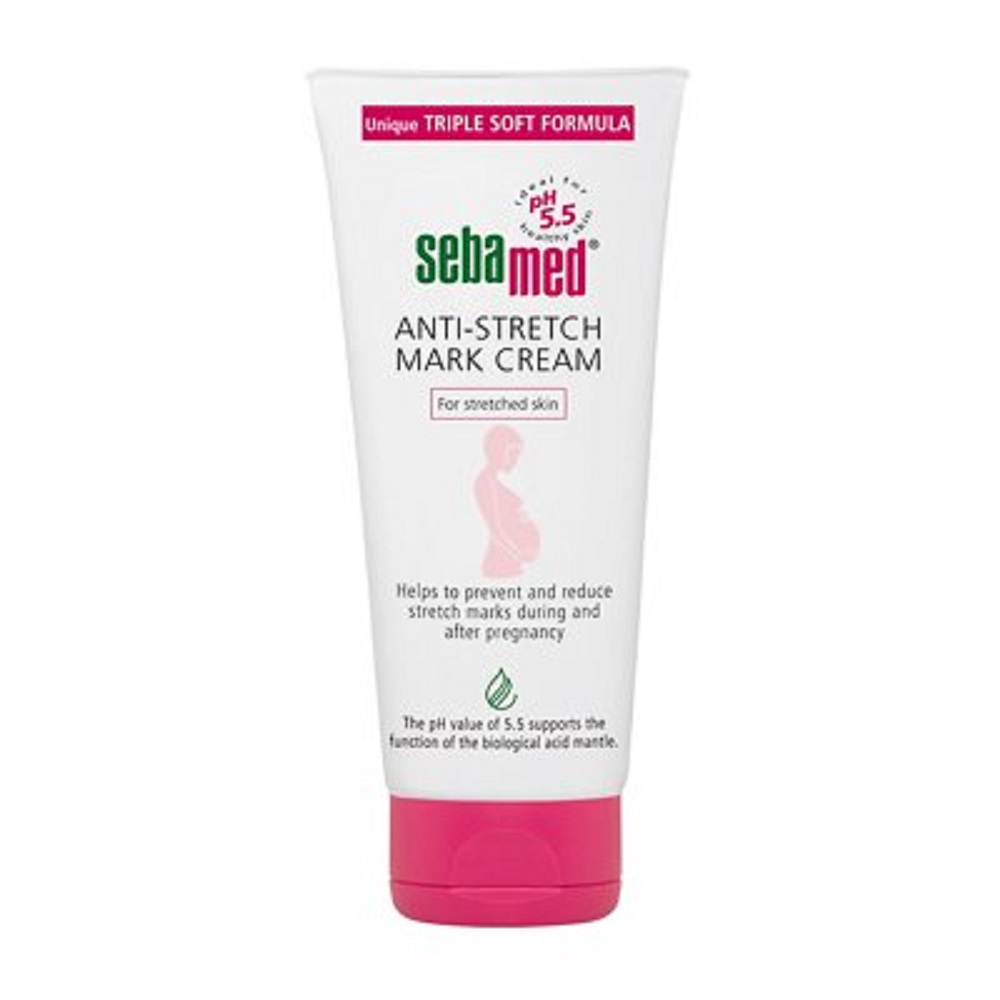 Unique TRIPLE SOFT FORMULA
ideal for
pH
5.5
healthy skin
sebamed®
ANTI-STRETCH
MARK CREAM
For stretched skin
Helps to prevent and reduce
stretch marks during and
after pregnancy
The pH value of 5.5 supports the
function of the biological acid mantle.